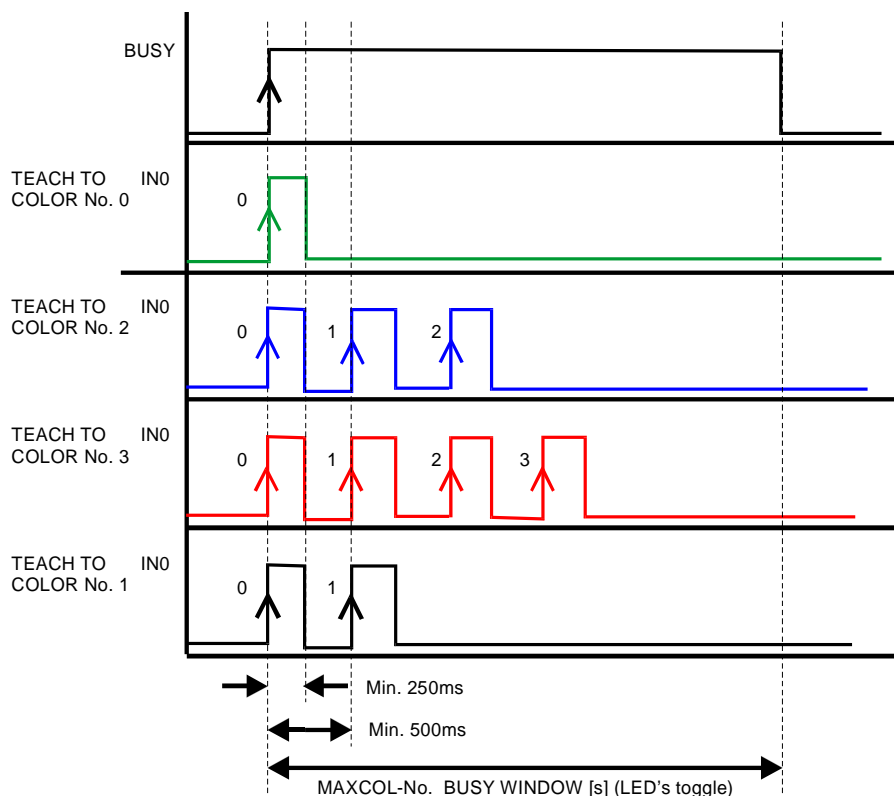 BUSY
TEACH TO IN0
COLOR No. 0 0
TEACH TO IN0
COLOR No. 2 0 1 2
TEACH TO IN0
COLOR No. 3 0 1 2 3
TEACH TO IN0
COLOR No. 1 0 1
Min. 250ms
Min. 500ms
MAXCOL-No. BUSY WINDOW [s] (LED's toggle)